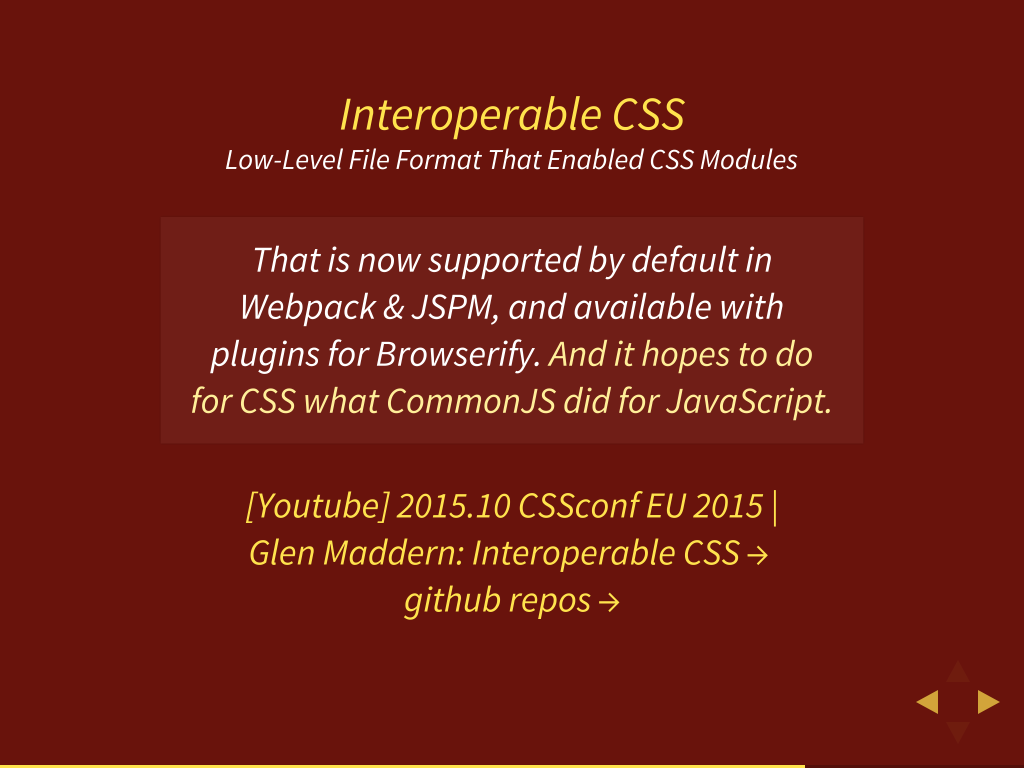 Interoperable CSS
Low-Level File Format That Enabled CSS Modules
That is now supported by default in
Webpack & JSPM, and available with
plugins for Browserify. And it hopes to do
for CSS what CommonJS did for JavaScript.
[Youtube] 2015.10 CSSconf EU 2015 |
Glen Maddern: Interoperable CSS →
github repos →